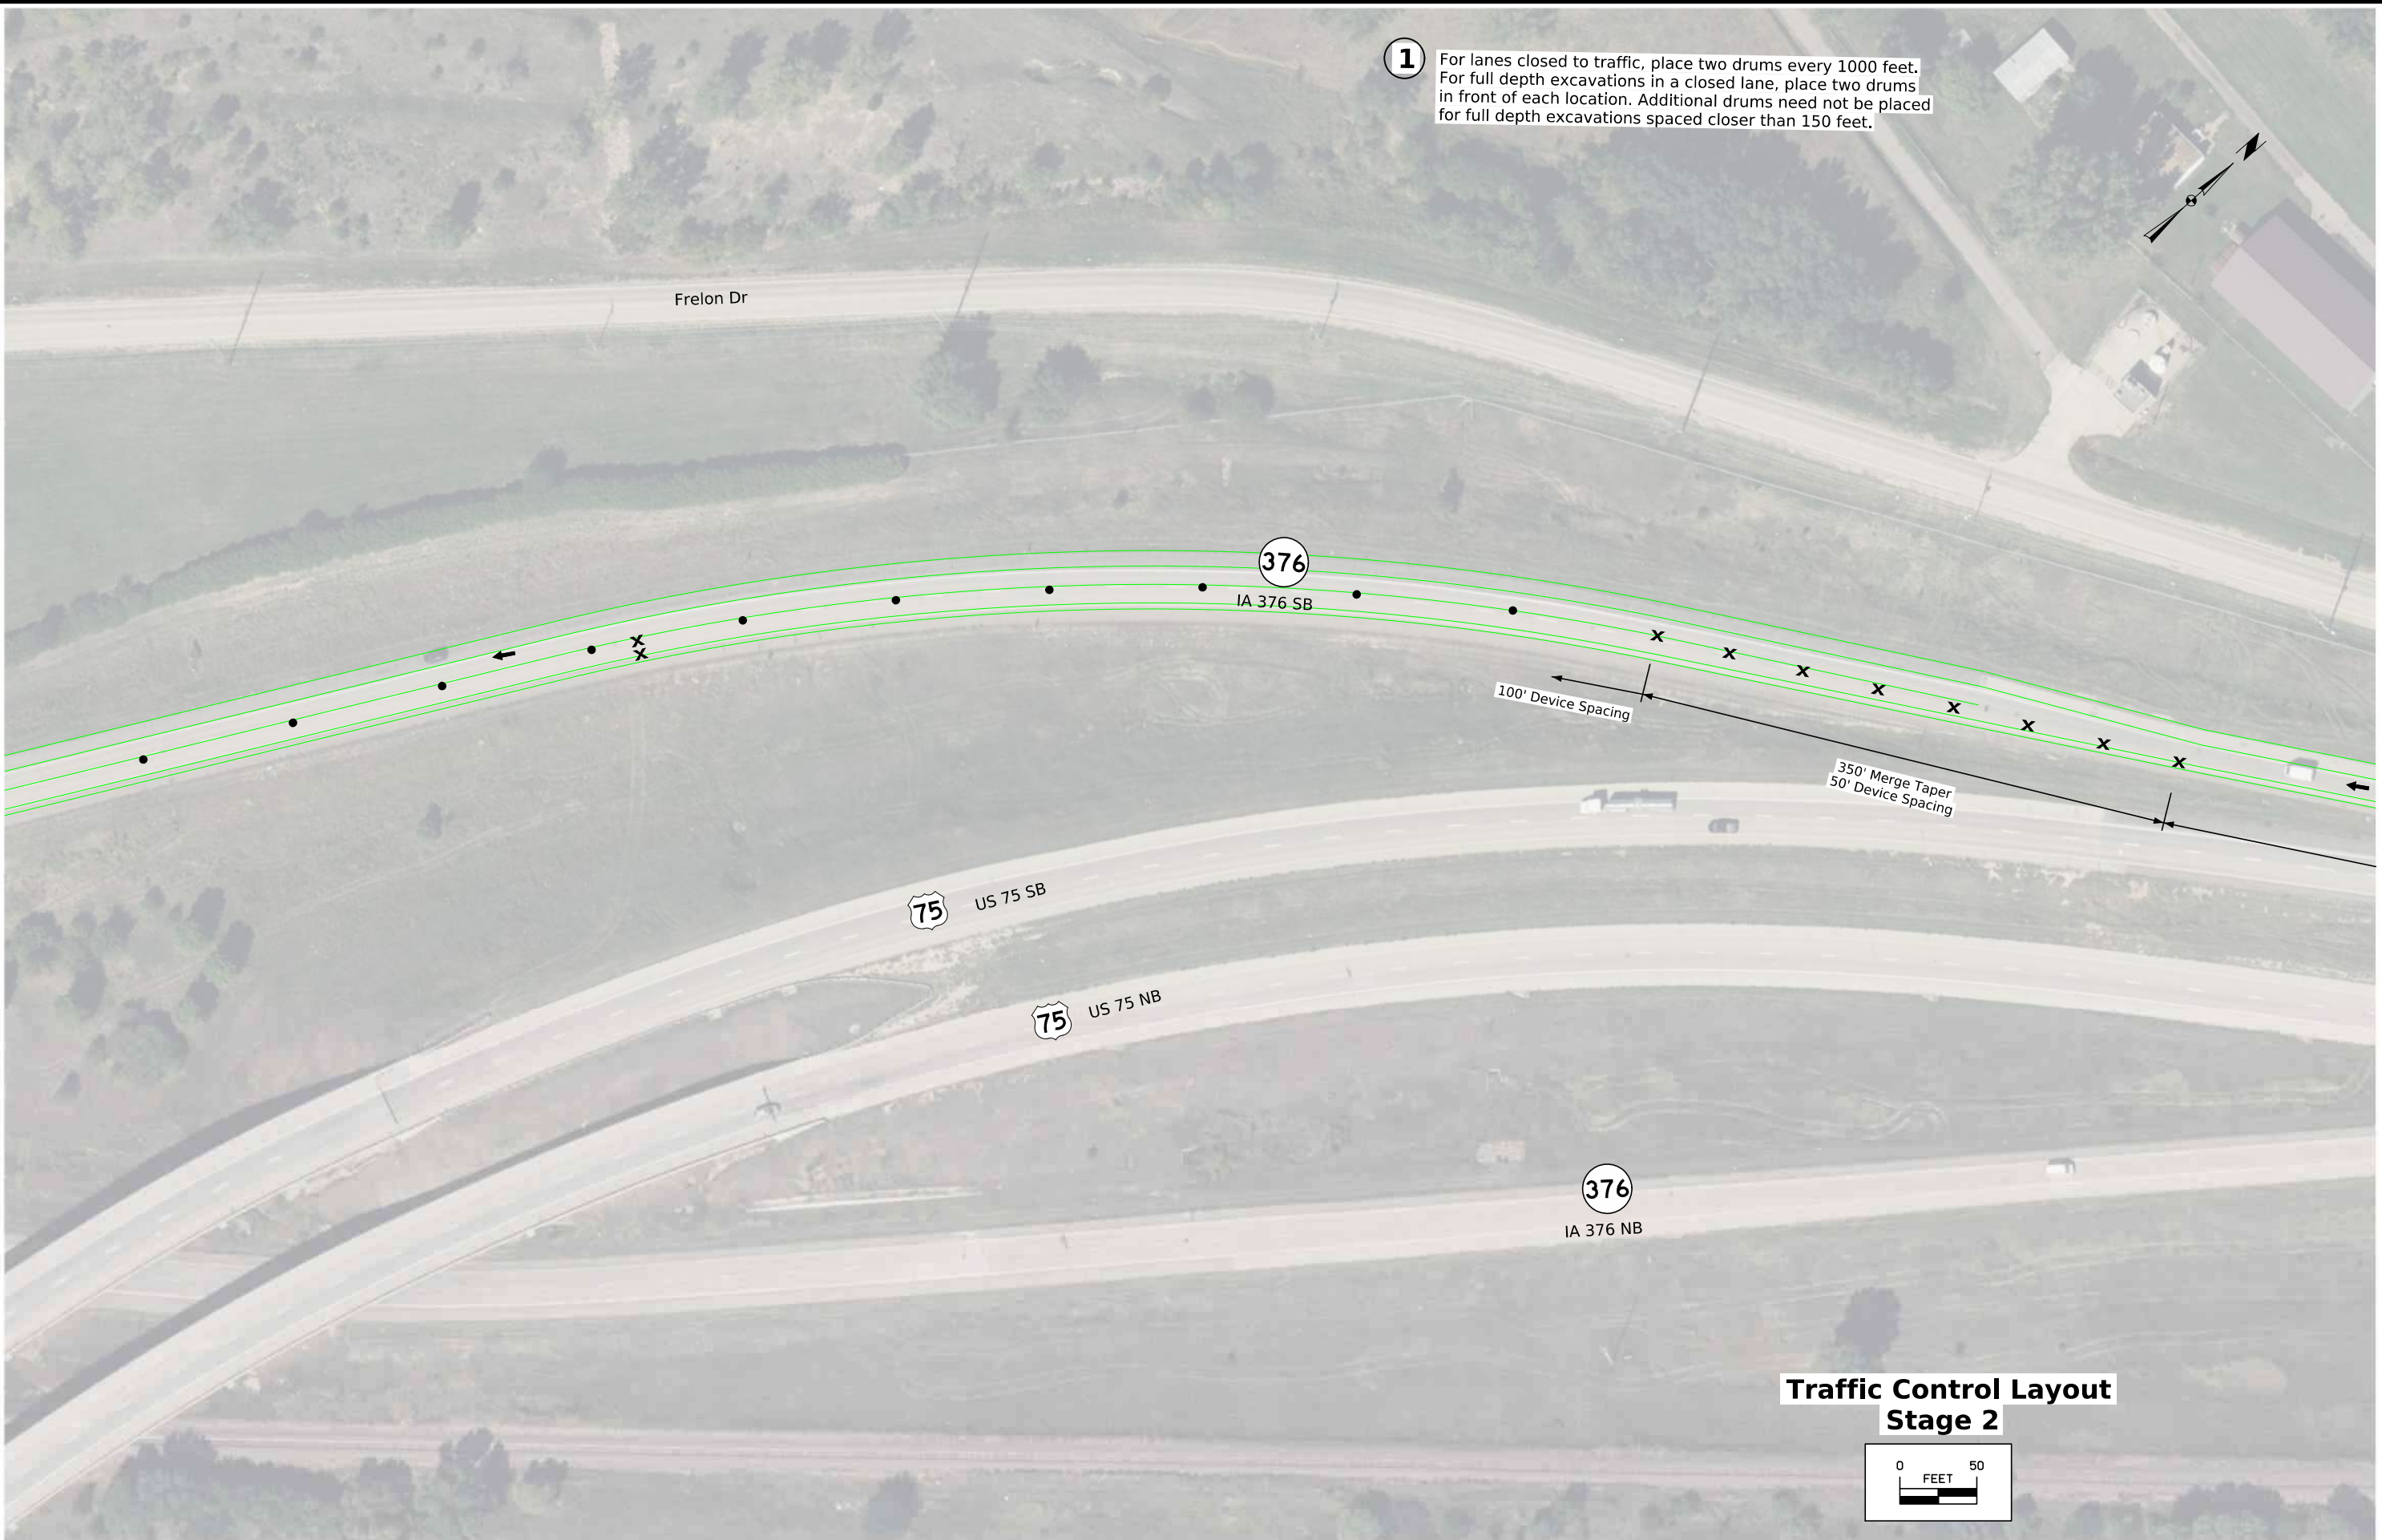 1
For lanes closed to traffic, place two drums every 1000 feet.
For full depth excavations in a closed lane, place two drums
in front of each location. Additional drums need not be placed
for full depth excavations spaced closer than 150 feet.
N
Frelon Dr
376
IA 376 SB
x
x
x
x
x
x
x
x
x
x
100' Device Spacing
350' Merge Taper
50' Device Spacing
75
US 75 SB
75
US 75 NB
376
IA 376 NB
Traffic Control Layout
Stage 2
0 50
FEET